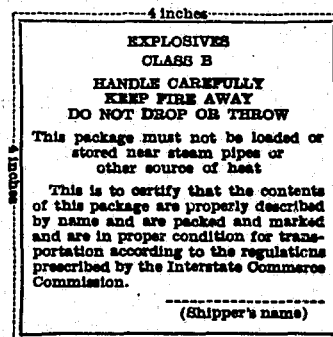 4 inches
4 inches
EXPLOSIVES
CLASS B
HANDLE CAREFULLY
KEEP FIRE AWAY
DO NOT DROP OR THROW
This package must not be loaded or
stored near steam pipes or
other source of heat
This is to certify that the contents
of this package are properly described
by name and are packed and marked
and are in proper condition for trans-
portation according to the regulations
prescribed by the Interstate Commerce
Commission.
(Shipper's name)